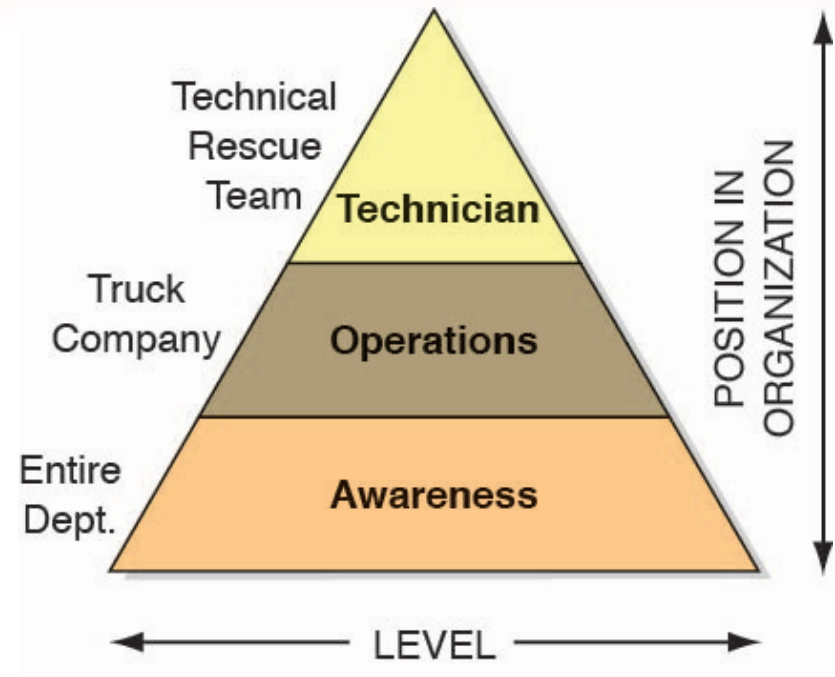 Technical
Rescue
Team
Technician
Truck
Company
Operations
Entire
Dept.
Awareness
POSITION IN
ORGANIZATION
LEVEL